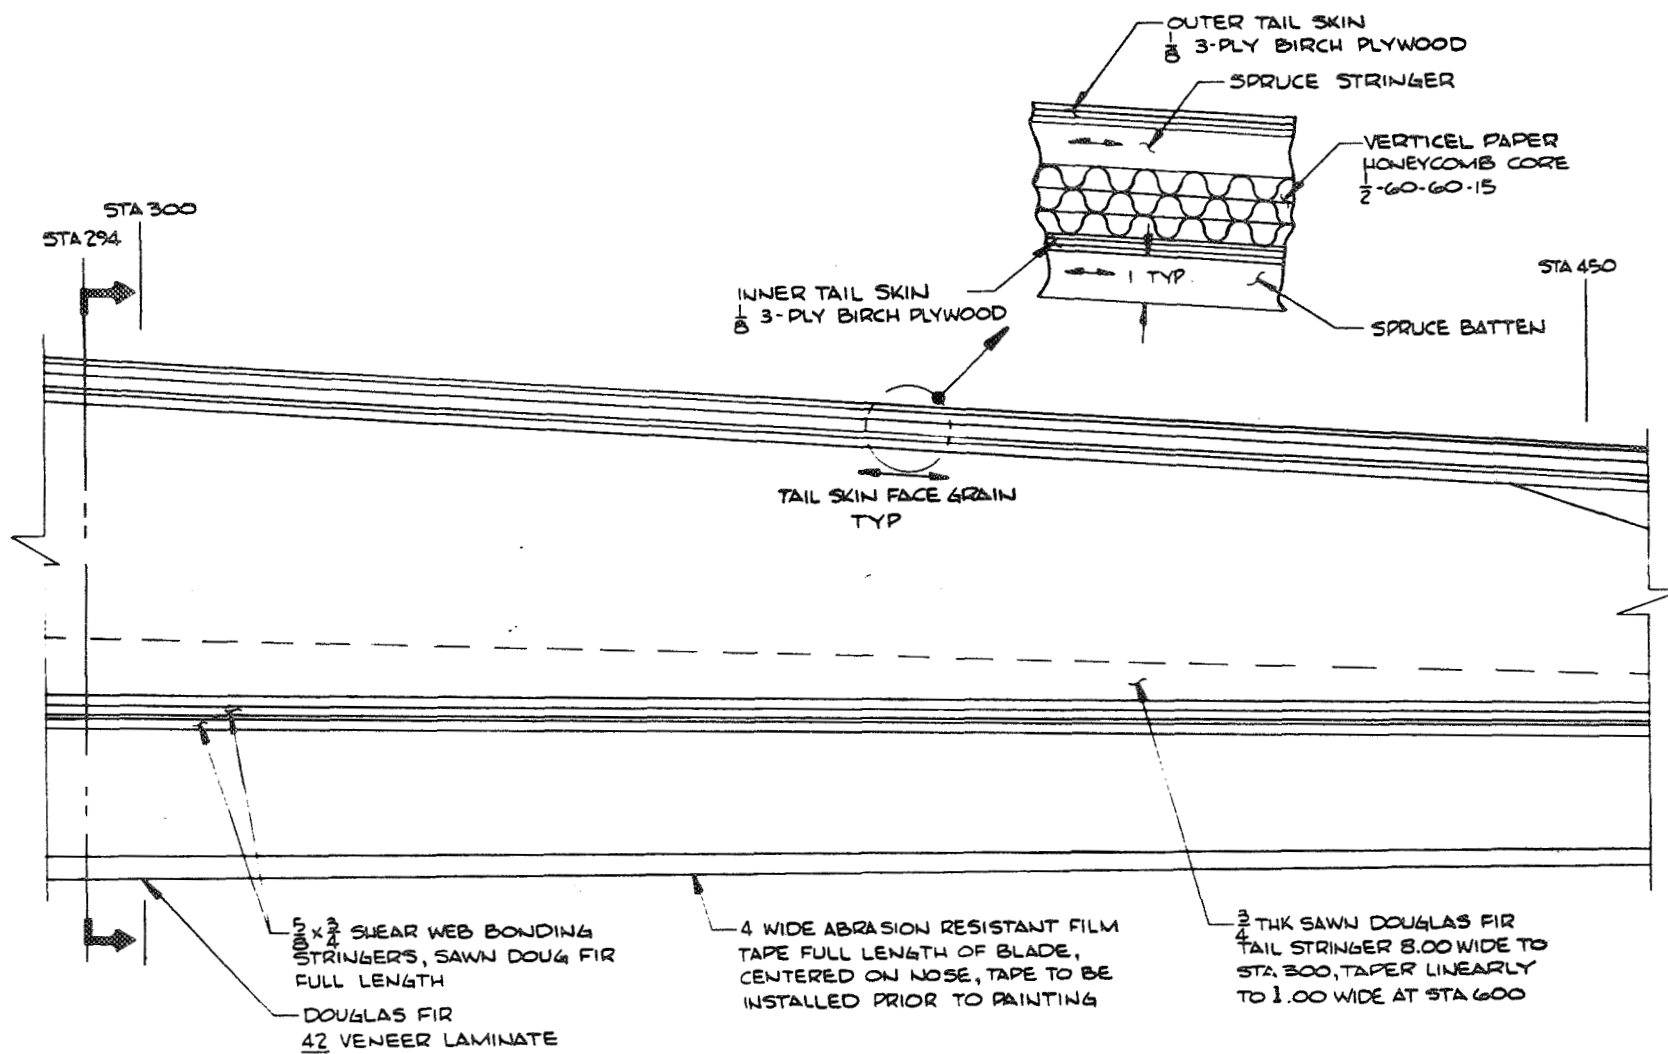 OUTER TAIL SKIN
1/8 3-PLY BIRCH PLYWOOD
SPRUCE STRINGER
VERTICEL PAPER
HONEYCOMB CORE
1/2-60-60-15
STA 300
STA 294
STA 450
INNER TAIL SKIN
1/8 3-PLY BIRCH PLYWOOD
1 TYP.
SPRUCE BATTEN
TAIL SKIN FACE GRAIN
TYP
5/8 x 3/4 SHEAR WEB BONDING
STRINGERS, SAWN DOUG FIR
FULL LENGTH
DOUGLAS FIR
42 VENEER LAMINATE
4 WIDE ABRASION RESISTANT FILM
TAPE FULL LENGTH OF BLADE,
CENTERED ON NOSE, TAPE TO BE
INSTALLED PRIOR TO PAINTING
3/4 THK SAWN DOUGLAS FIR
TAIL STRINGER 8.00 WIDE TO
STA 300, TAPER LINEARLY
TO 1.00 WIDE AT STA 600